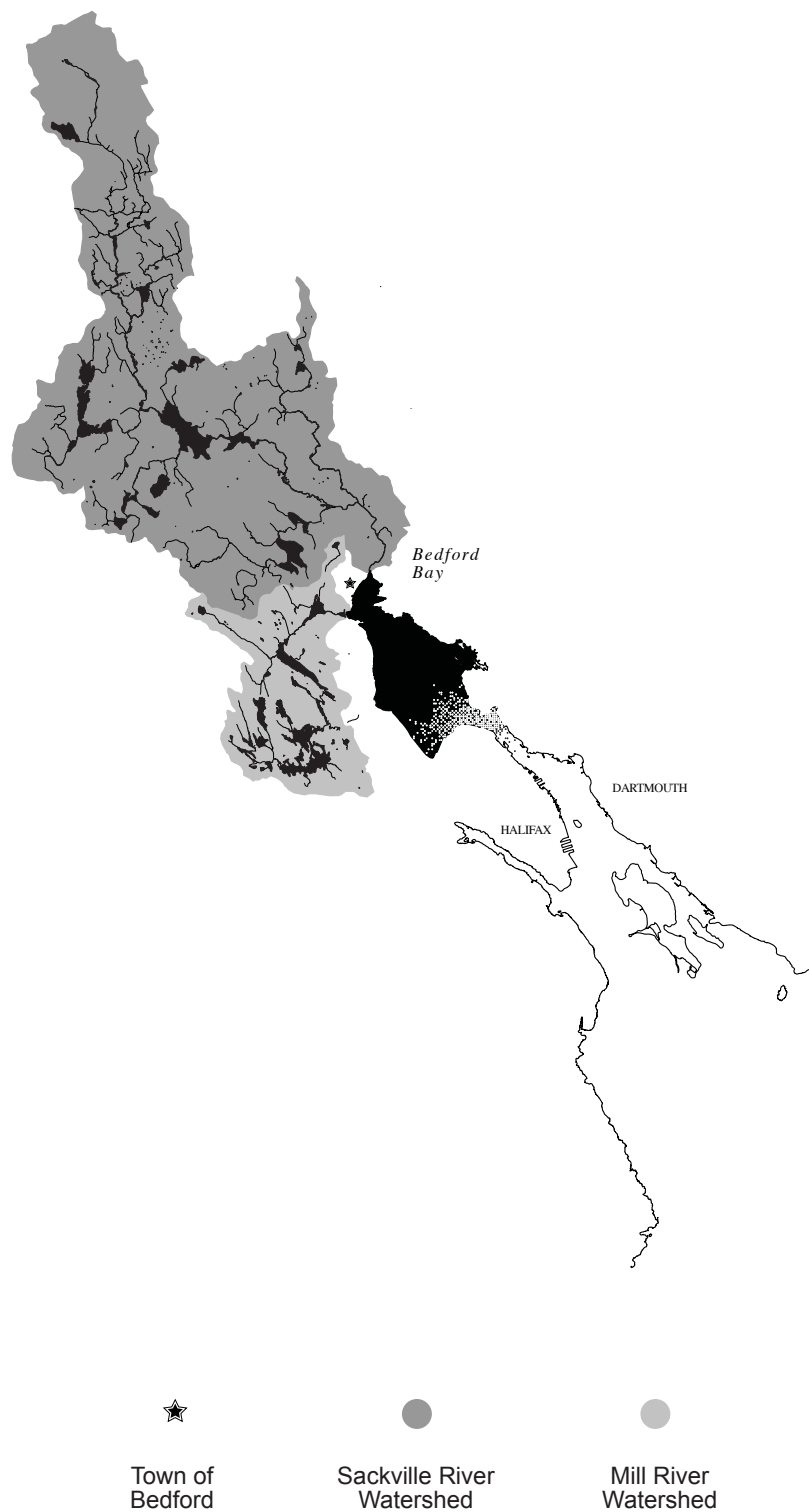 Bedford
Bay
DARTMOUTH
HALIFAX
Town of
Bedford
Sackville River
Watershed
Mill River
Watershed